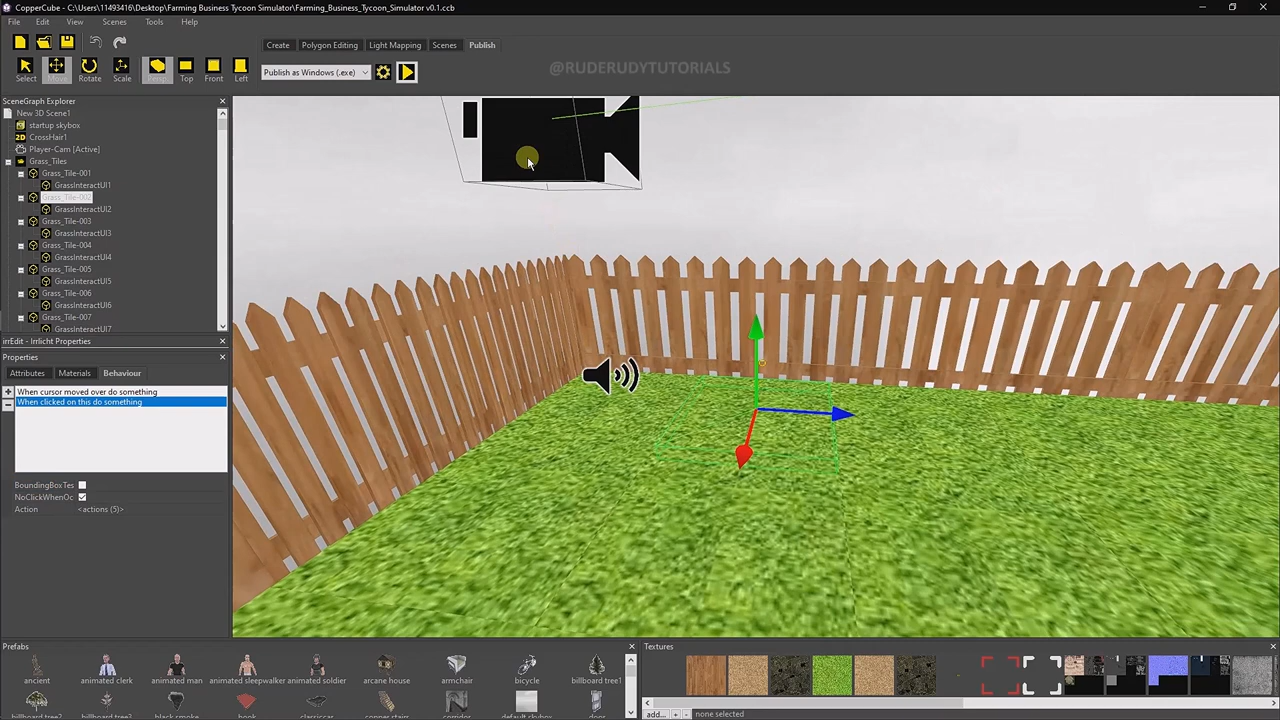 CopperCube - C:\Users\11493416\Desktop\Farming Business Tycoon Simulator\Farming_Business_Tycoon_Simulator v0.1.ccb
File Edit View Scenes Tools Help
Create Polygon Editing Light Mapping Scenes Publish
Select Move Rotate Scale Persp Top Front Left
Publish as Windows (.exe)
@RUDERUDYTUTORIALS
SceneGraph Explorer
New 3D Scene1
startup skybox
2D CrossHair1
Player-Cam [Active]
Grass_Tiles
Grass_Tile-001
GrassInteractUI1
Grass_Tile-002
GrassInteractUI2
Grass_Tile-003
GrassInteractUI3
Grass_Tile-004
GrassInteractUI4
Grass_Tile-005
GrassInteractUI5
Grass_Tile-006
GrassInteractUI6
Grass_Tile-007
GrassInteractUI7
irrEdit - Irrlicht Properties
Properties
Attributes Materials Behaviour
When cursor moved over do something
When clicked on this do something
BoundingBoxTes
NoClickWhenOc
Action <actions (5)>
Prefabs
ancient animated clerk animated man animated sleepwalker animated soldier arcane house armchair bicycle billboard tree1
billboard tree2 billboard tree3 black smoke book classiccar copper stairs corridor default skybox door
Textures
add... + - none selected